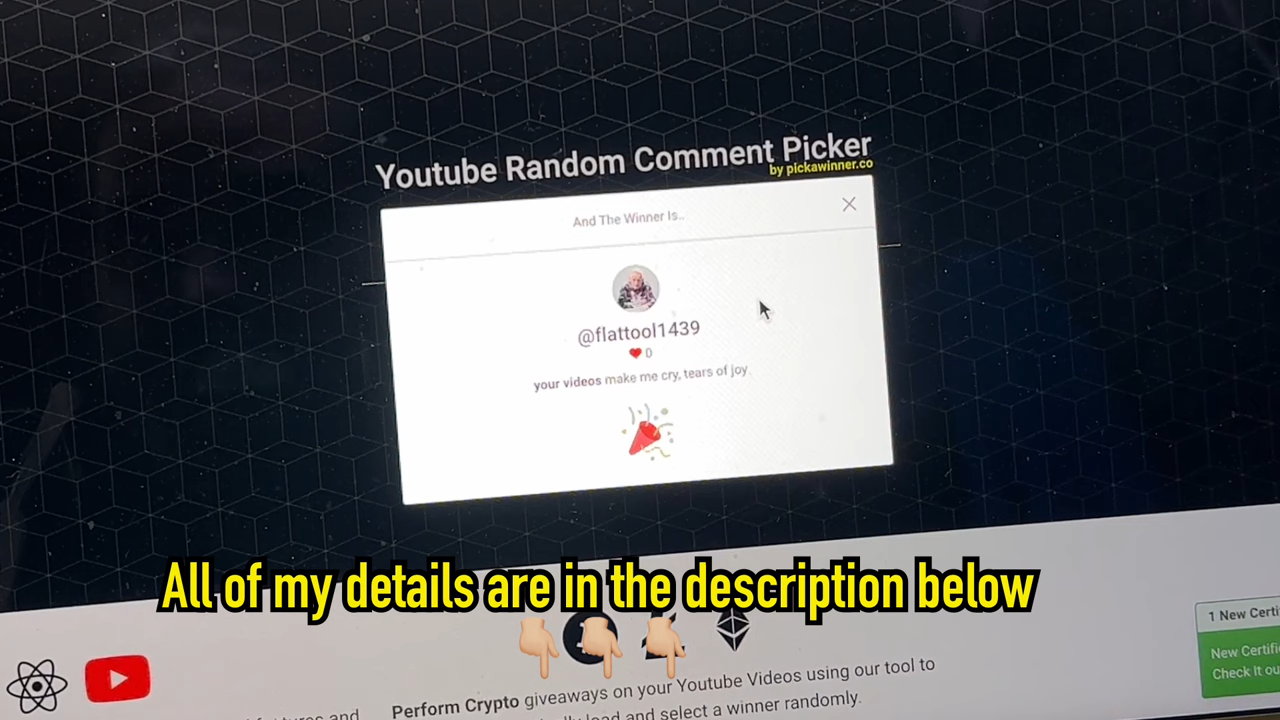 Youtube Random Comment Picker
by pickawinner.co
And The Winner Is..
@flattool1439
0
your videos make me cry, tears of joy
All of my details are in the description below
1 New Certi
New Certific
Check It ou
Perform Crypto giveaways on your Youtube Videos using our tool to
and
load and select a winner randomly.